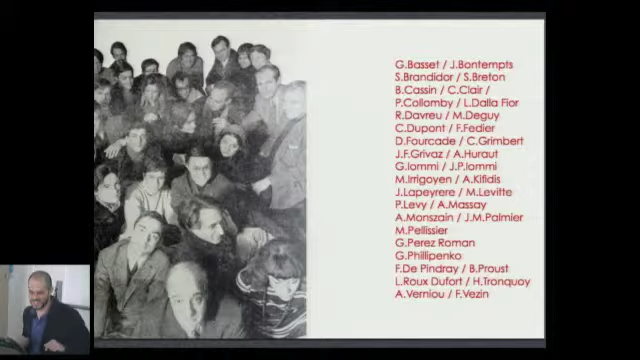 G.Basset / J.Bontempts
S.Brandidor / S.Breton
B.Cassin / C.Clair /
P.Collomby / L.Dalla Fior
R.Davreu / M.Deguy
C.Dupont / F.Fedier
D.Fourcade / C.Grimbert
J.F.Grivaz / A.Huraut
G.Iommi / J.P.Iommi
M.Irrigoyen / A.Kifidis
J.Lapeyrere / M.Levitte
P.Levy / A.Massay
A.Monszain / J.M.Palmier
M.Pellissier
G.Perez Roman
G.Phillipenko
F.De Pindray / B.Proust
L.Roux Dufort / H.Tronquoy
A.Verniou / F.Vezin